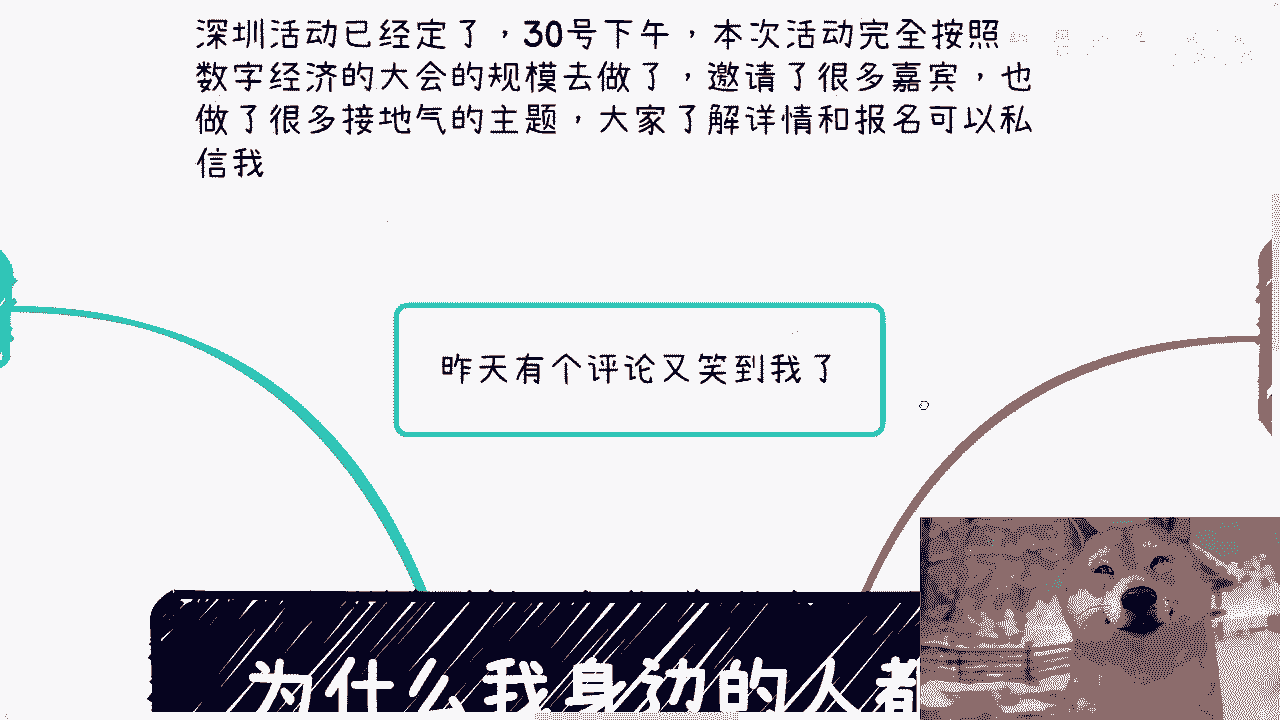 深圳活动已经定了，30号下午，本次活动完全按照
数字经济的大会的规模去做了，邀请了很多嘉宾，也
做了很多接地气的主题，大家了解详情和报名可以私
信我
昨天有个评论又笑到我了
为什么我身边的人都